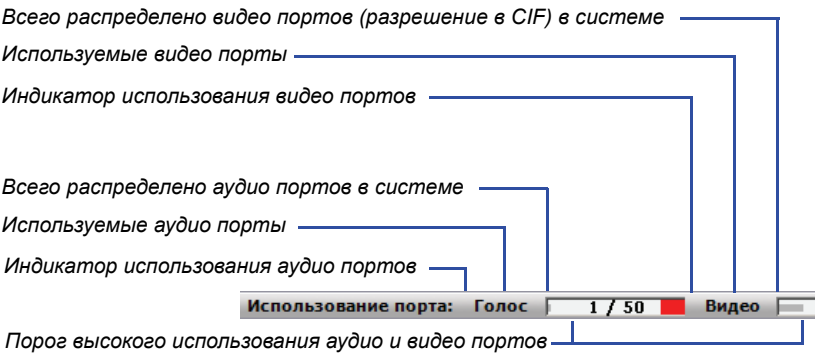 Всего распределено видео портов (разрешение в CIF) в системе
Используемые видео порты
Индикатор использования видео портов
Всего распределено аудио портов в системе
Используемые аудио порты
Индикатор использования аудио портов
Использование порта: Голос 1 / 50 Видео
Порог высокого использования аудио и видео портов